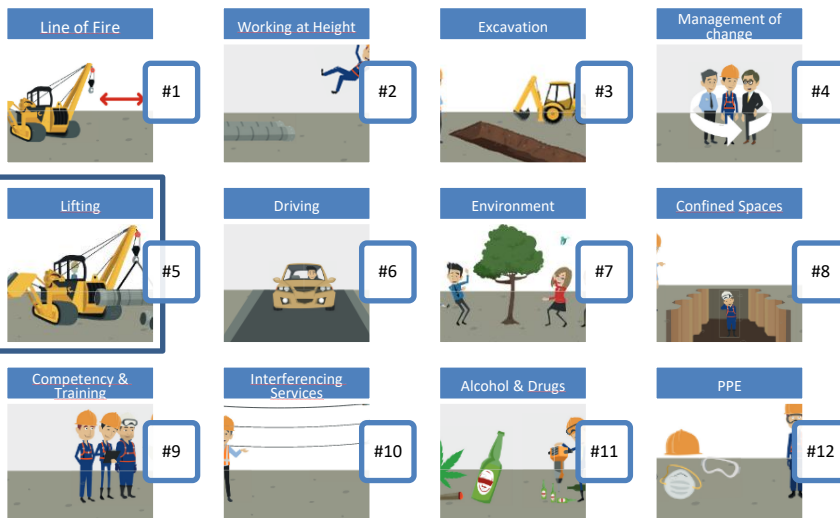 Line of Fire
#1
Working at Height
#2
Excavation
#3
Management of
change
#4
Lifting
#5
Driving
#6
Environment
#7
Confined Spaces
#8
Competency &
Training
#9
Interferencing
Services
#10
Alcohol & Drugs
#11
PPE
#12